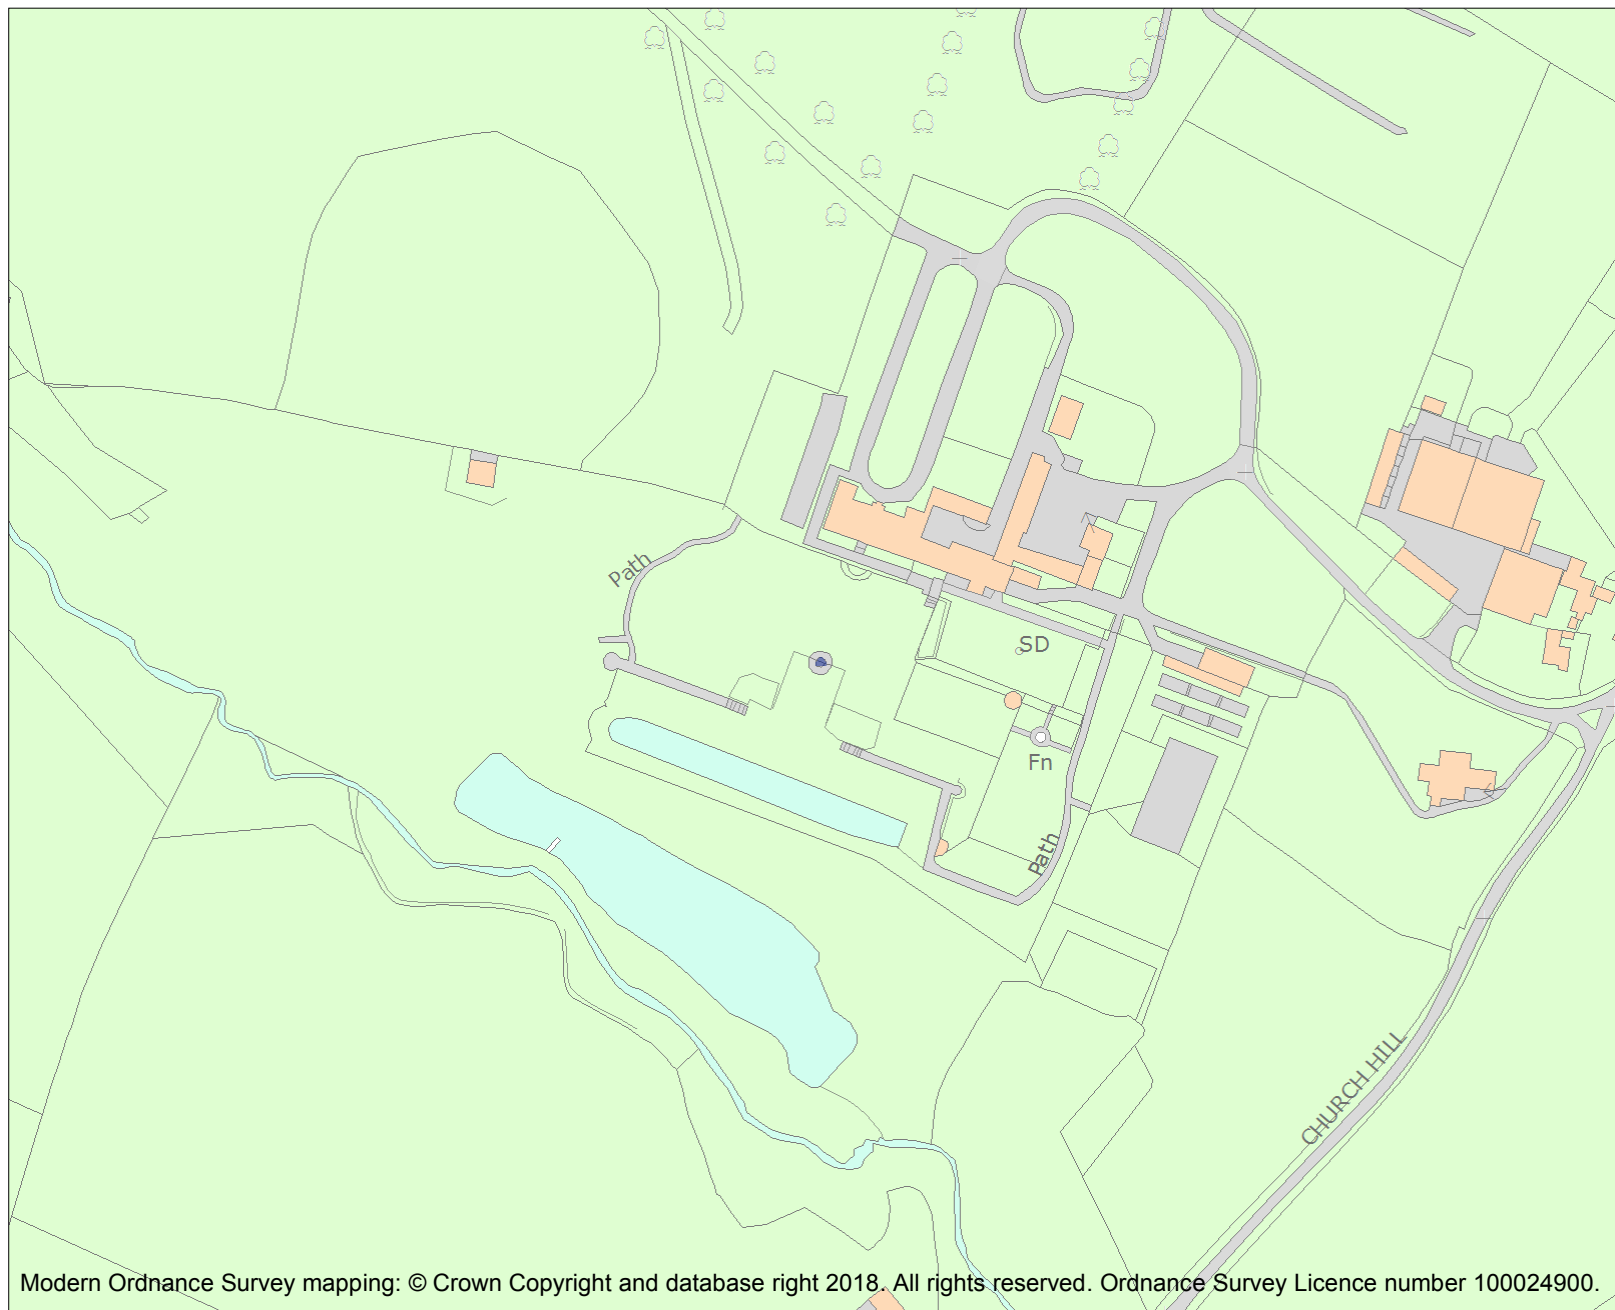 Path
SD
Fn
Path
CHURCH HILL
Modern Ordnance Survey mapping: © Crown Copyright and database right 2018. All rights reserved. Ordnance Survey Licence number 100024900.